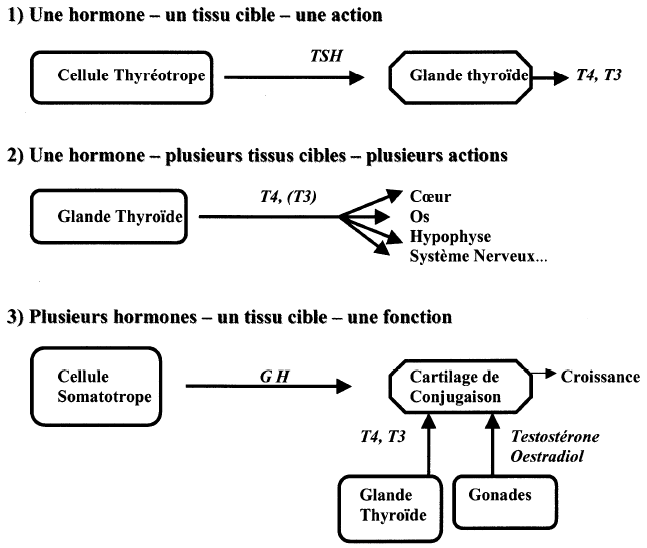 1) Une hormone – un tissu cible – une action
TSH
Cellule Thyréotrope
Glande thyroïde
T4, T3
2) Une hormone – plusieurs tissus cibles – plusieurs actions
T4, (T3)
Glande Thyroïde
Cœur
Os
Hypophyse
Système Nerveux...
3) Plusieurs hormones – un tissu cible – une fonction
Cellule
Somatotrope
G H
Cartilage de
Conjugaison
Croissance
T4, T3
Testostérone
Oestradiol
Glande
Thyroïde
Gonades